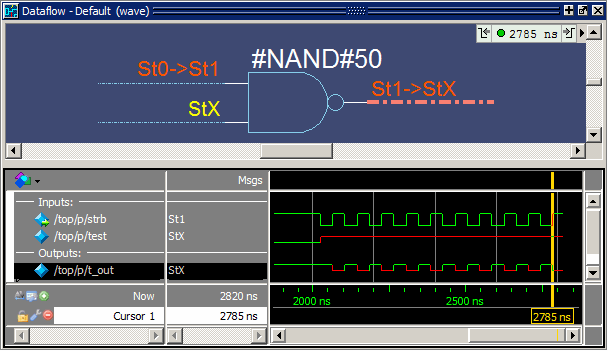 Dataflow - Default (wave)
2785 ns
#NAND#50
St0->St1
St1->StX
StX
Msgs
Inputs:
/top/p/strb St1
/top/p/test StX
Outputs:
/top/p/t_out StX
Now 2820 ns 2000 ns 2500 ns
Cursor 1 2785 ns 2785 ns